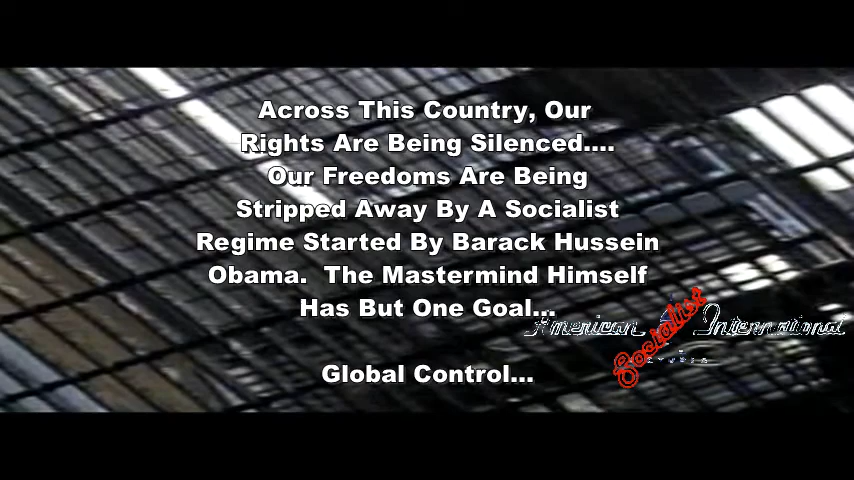 Across This Country, Our
Rights Are Being Silenced....
Our Freedoms Are Being
Stripped Away By A Socialist
Regime Started By Barack Hussein
Obama.  The Mastermind Himself
Has But One Goal...
American Socialist International
Global Control...